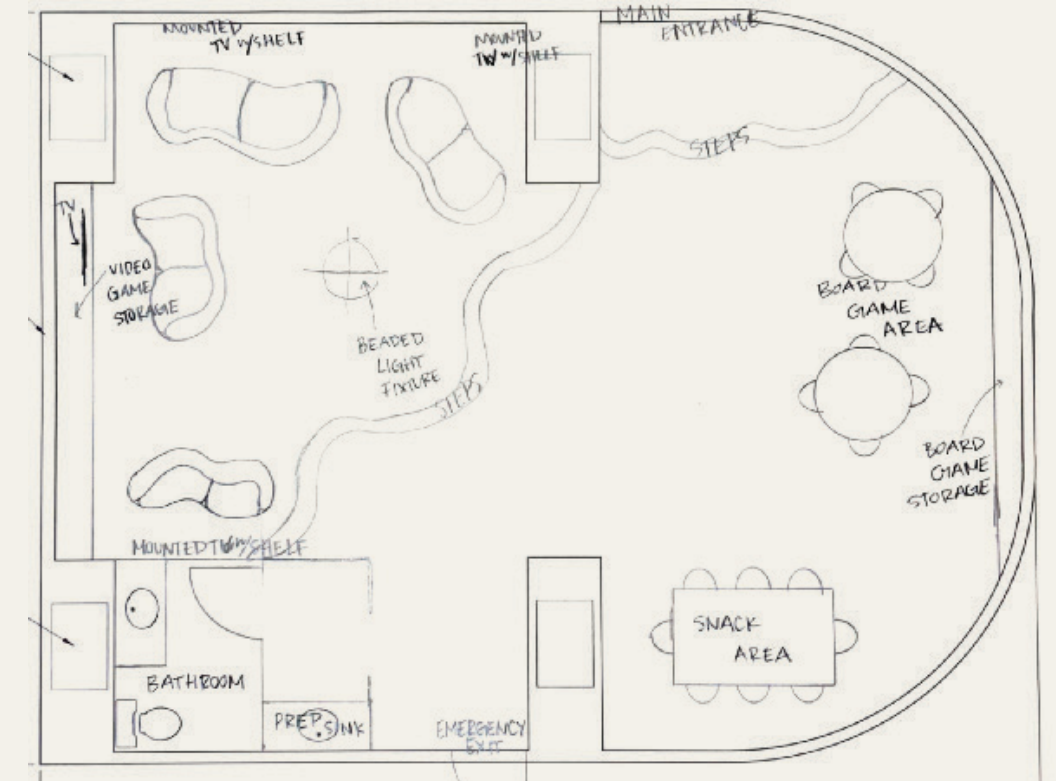 MOUNTED
TV W/SHELF
MOUNTED
TV W/SHELF
MAIN
ENTRANCE
STEPS
TV
VIDEO
GAME
STORAGE
BEADED
LIGHT
FIXTURE
STEPS
BOARD
GAME
AREA
BOARD
GAME
STORAGE
MOUNTED TV W/SHELF
SNACK
AREA
BATHROOM
PREP SINK
EMERGENCY
EXIT